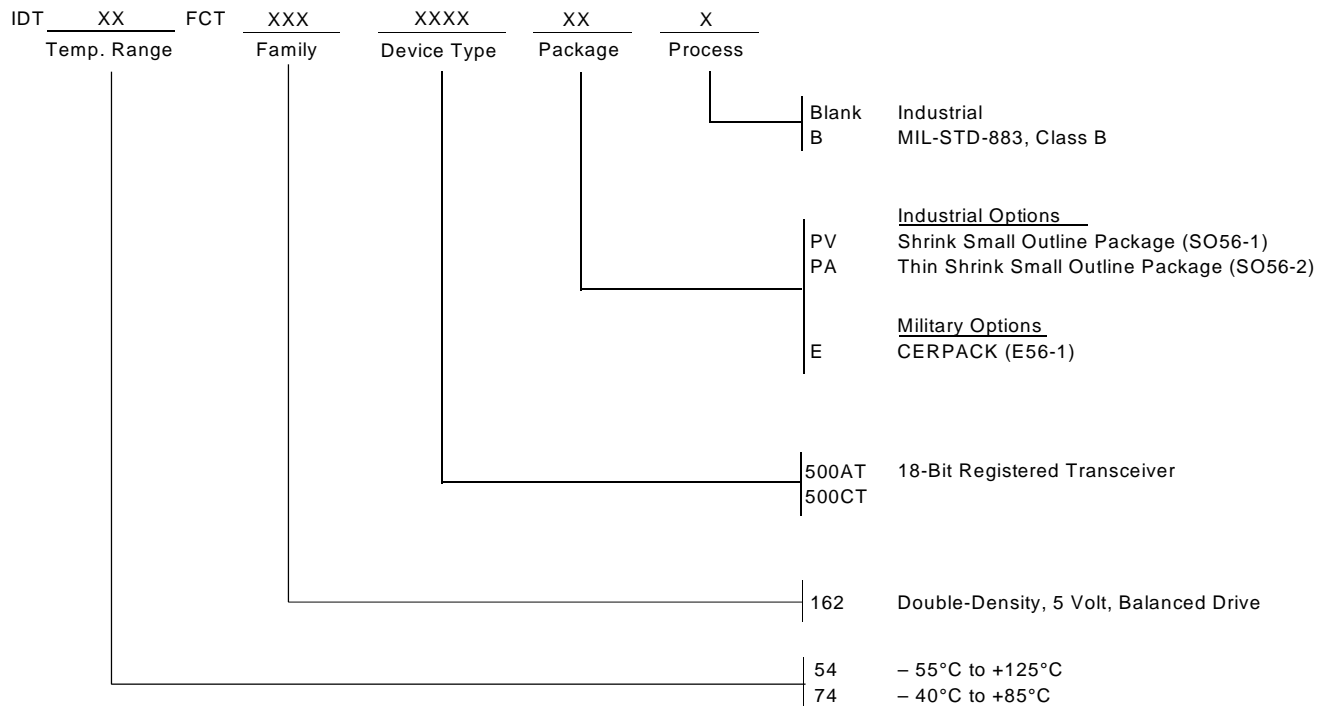 IDT XX FCT XXX XXXX XX X
Temp. Range Family Device Type Package Process
Blank Industrial
B MIL-STD-883, Class B
Industrial Options
PV Shrink Small Outline Package (SO56-1)
PA Thin Shrink Small Outline Package (SO56-2)
Military Options
E CERPACK (E56-1)
500AT 18-Bit Registered Transceiver
500CT
162 Double-Density, 5 Volt, Balanced Drive
54 – 55°C to +125°C
74 – 40°C to +85°C